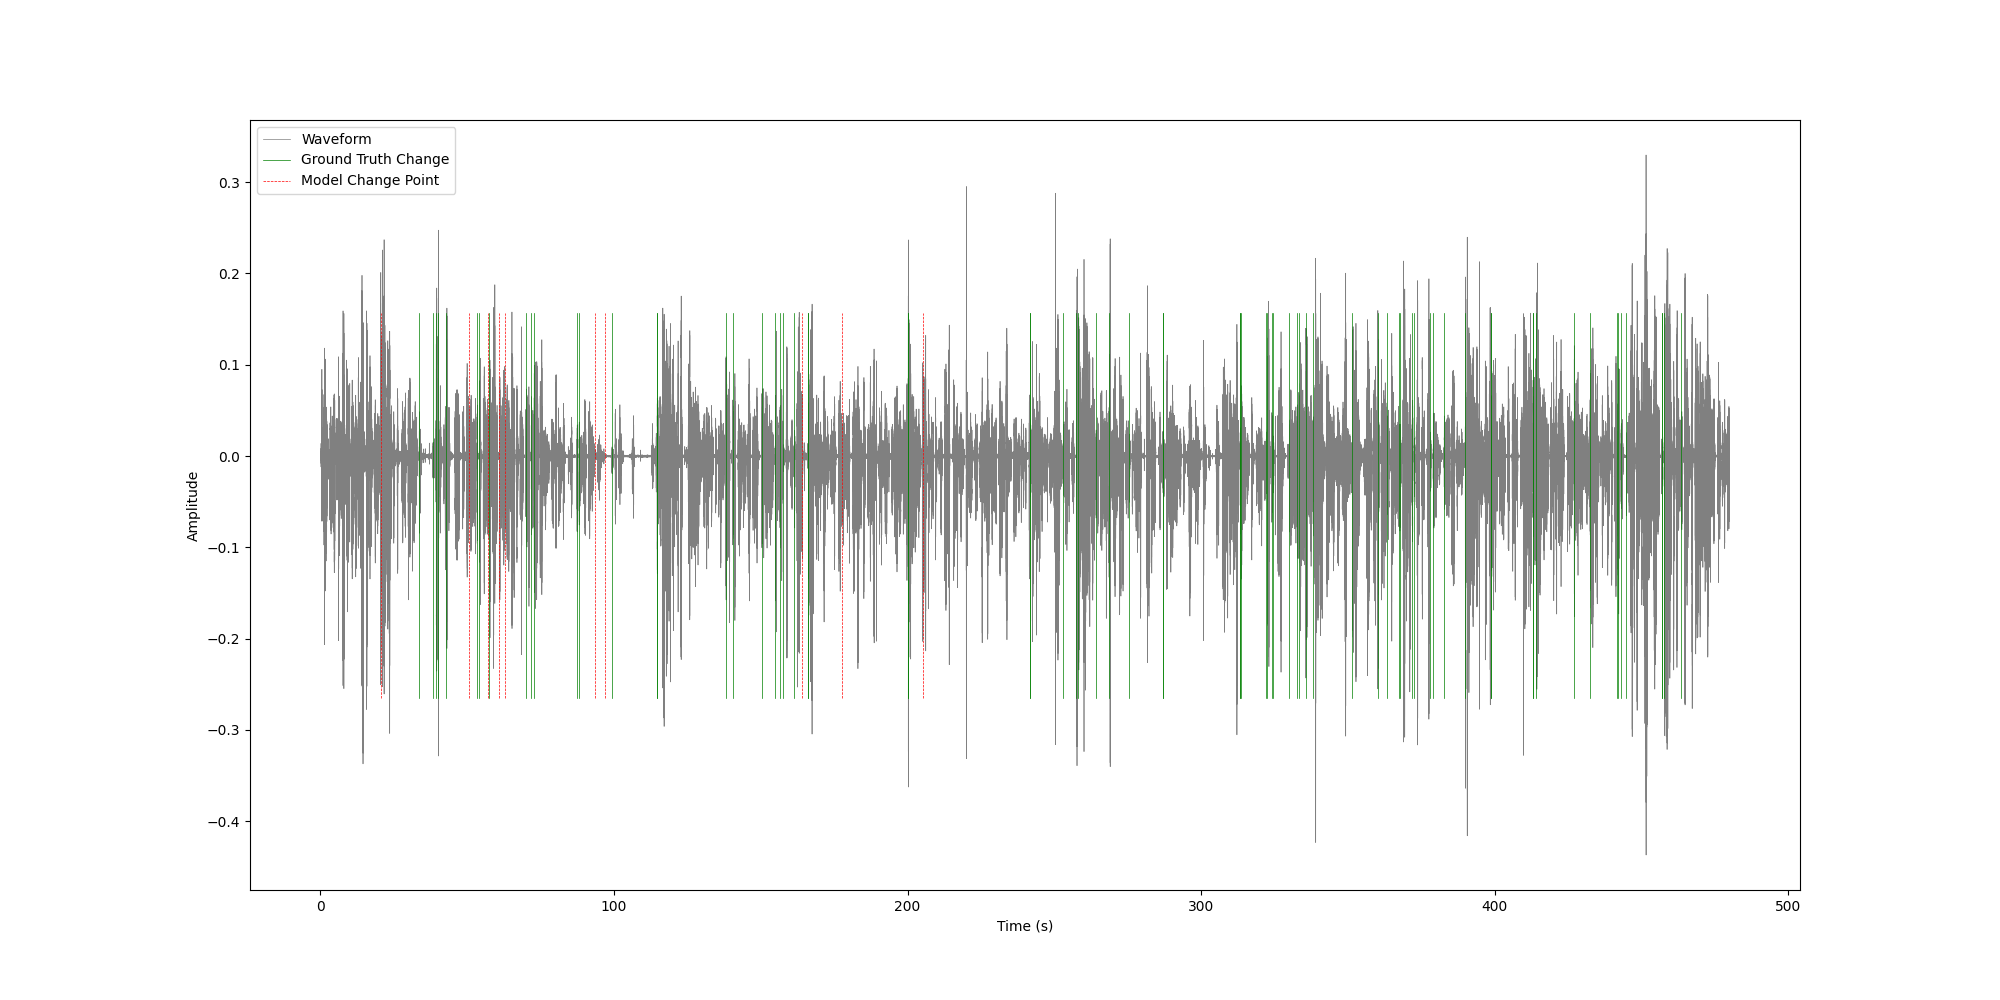 Waveform
Ground Truth Change
Model Change Point
0.3
0.2
0.1
0.0
−0.1
−0.2
−0.3
−0.4
Amplitude
0 100 200 300 400 500
Time (s)